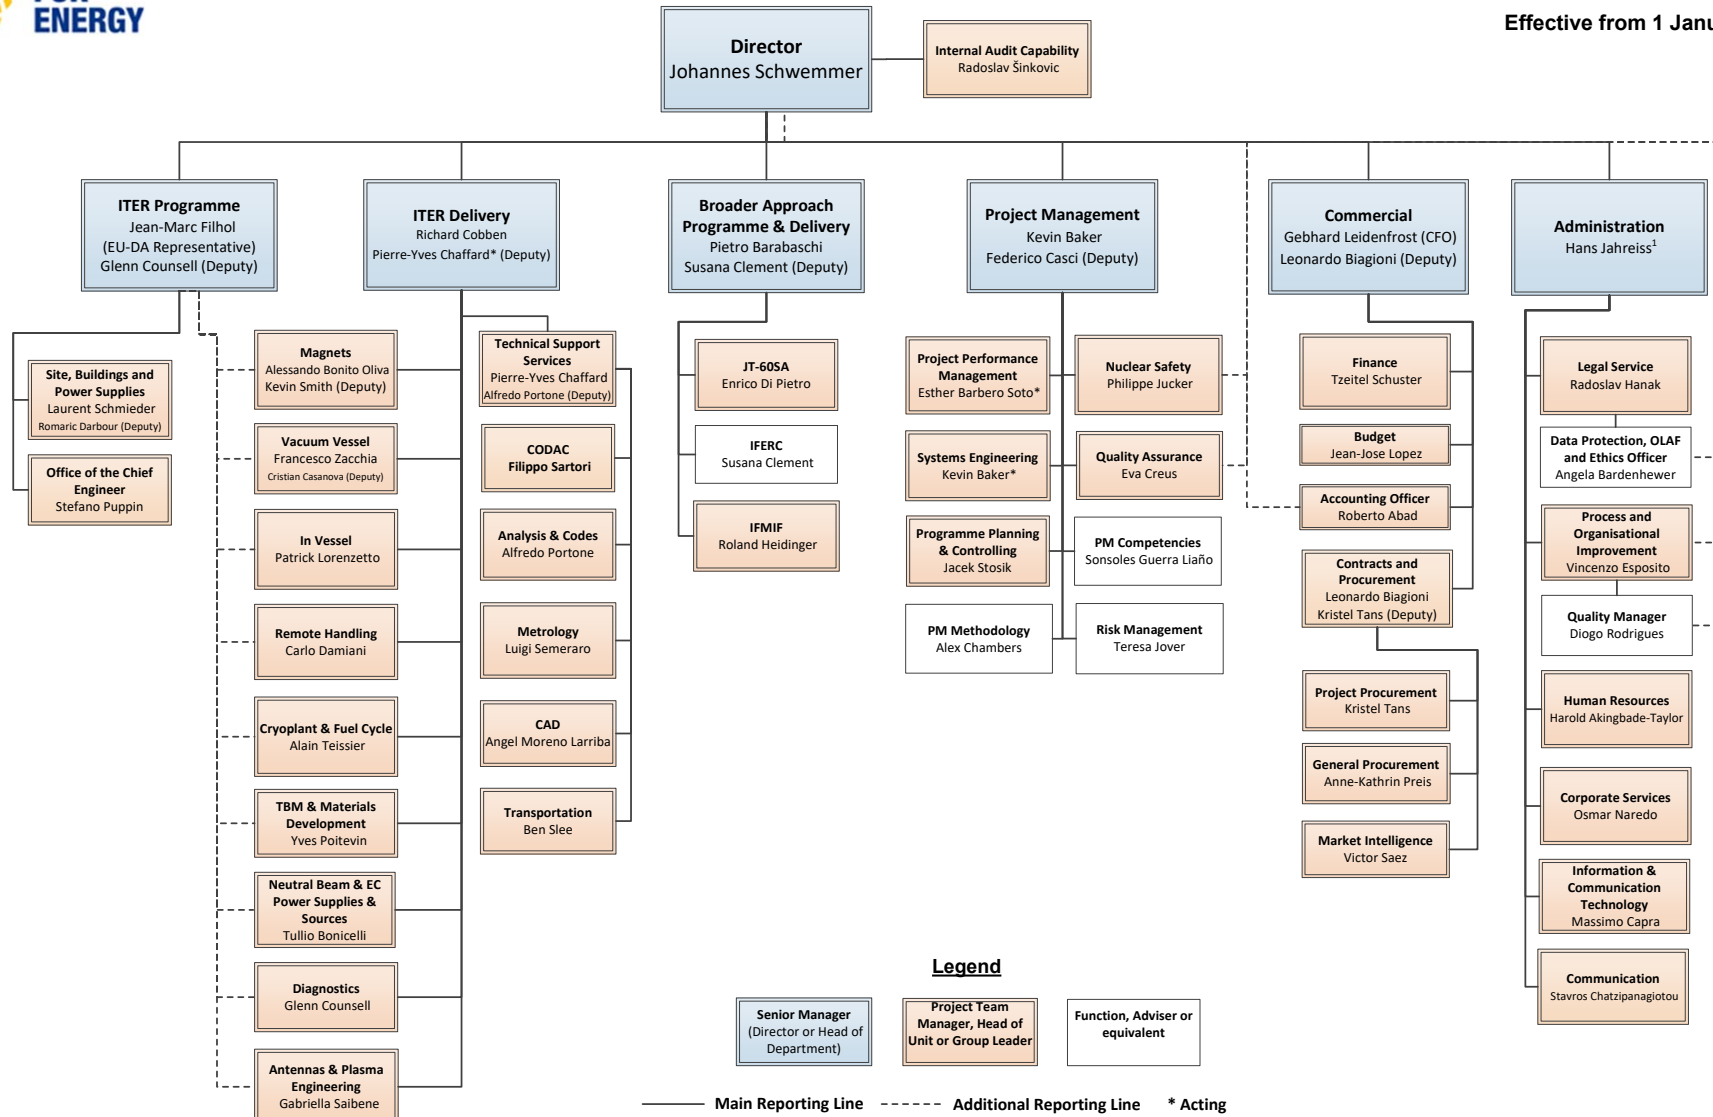 FOR
ENERGY
Effective from 1
Director
Johannes Schwemmer
Internal Audit Capability
Radoslav Šinkovic
ITER Programme
Jean-Marc Filhol
(EU-DA Representative)
Glenn Counsell (Deputy)
ITER Delivery
Richard Cobben
Pierre-Yves Chaffard* (Deputy)
Broader Approach
Programme & Delivery
Pietro Barabaschi
Susana Clement (Deputy)
Project Management
Kevin Baker
Federico Casci (Deputy)
Commercial
Gebhard Leidenfrost (CFO)
Leonardo Biagioni (Deputy)
Administration
Hans Jahreiss¹
Site, Buildings and
Power Supplies
Laurent Schmieder
Romaric Darbour (Deputy)
Office of the Chief
Engineer
Stefano Puppin
Magnets
Alessando Bonito Oliva
Kevin Smith (Deputy)
Vacuum Vessel
Francesco Zacchia
Cristian Casanova (Deputy)
In Vessel
Patrick Lorenzetto
Remote Handling
Carlo Damiani
Cryoplant & Fuel Cycle
Alain Teissier
TBM & Materials
Development
Yves Poitevin
Neutral Beam & EC
Power Supplies &
Sources
Tullio Bonicelli
Diagnostics
Glenn Counsell
Antennas & Plasma
Engineering
Gabriella Saibene
Technical Support
Services
Pierre-Yves Chaffard
Alfredo Portone (Deputy)
CODAC
Filippo Sartori
Analysis & Codes
Alfredo Portone
Metrology
Luigi Semeraro
CAD
Angel Moreno Larriba
Transportation
Ben Slee
JT-60SA
Enrico Di Pietro
IFERC
Susana Clement
IFMIF
Roland Heidinger
Project Performance
Management
Esther Barbero Soto*
Nuclear Safety
Philippe Jucker
Systems Engineering
Kevin Baker*
Quality Assurance
Eva Creus
Programme Planning
& Controlling
Jacek Stosik
PM Competencies
Sonsoles Guerra Liaño
PM Methodology
Alex Chambers
Risk Management
Teresa Jover
Finance
Tzeitel Schuster
Budget
Jean-Jose Lopez
Accounting Officer
Roberto Abad
Contracts and
Procurement
Leonardo Biagioni
Kristel Tans (Deputy)
Project Procurement
Kristel Tans
General Procurement
Anne-Kathrin Preis
Market Intelligence
Victor Saez
Legal Service
Radoslav Hanak
Data Protection, OLAF
and Ethics Officer
Angela Bardenhewer
Process and
Organisational
Improvement
Vincenzo Esposito
Quality Manager
Diogo Rodrigues
Human Resources
Harold Akingbade-Taylor
Corporate Services
Osmar Naredo
Information &
Communication
Technology
Massimo Capra
Communication
Stavros Chatzipanagiotou
Legend
Senior Manager
(Director or Head of
Department)
Project Team
Manager, Head of
Unit or Group Leader
Function, Adviser or
equivalent
Main Reporting Line
Additional Reporting Line
* Acting